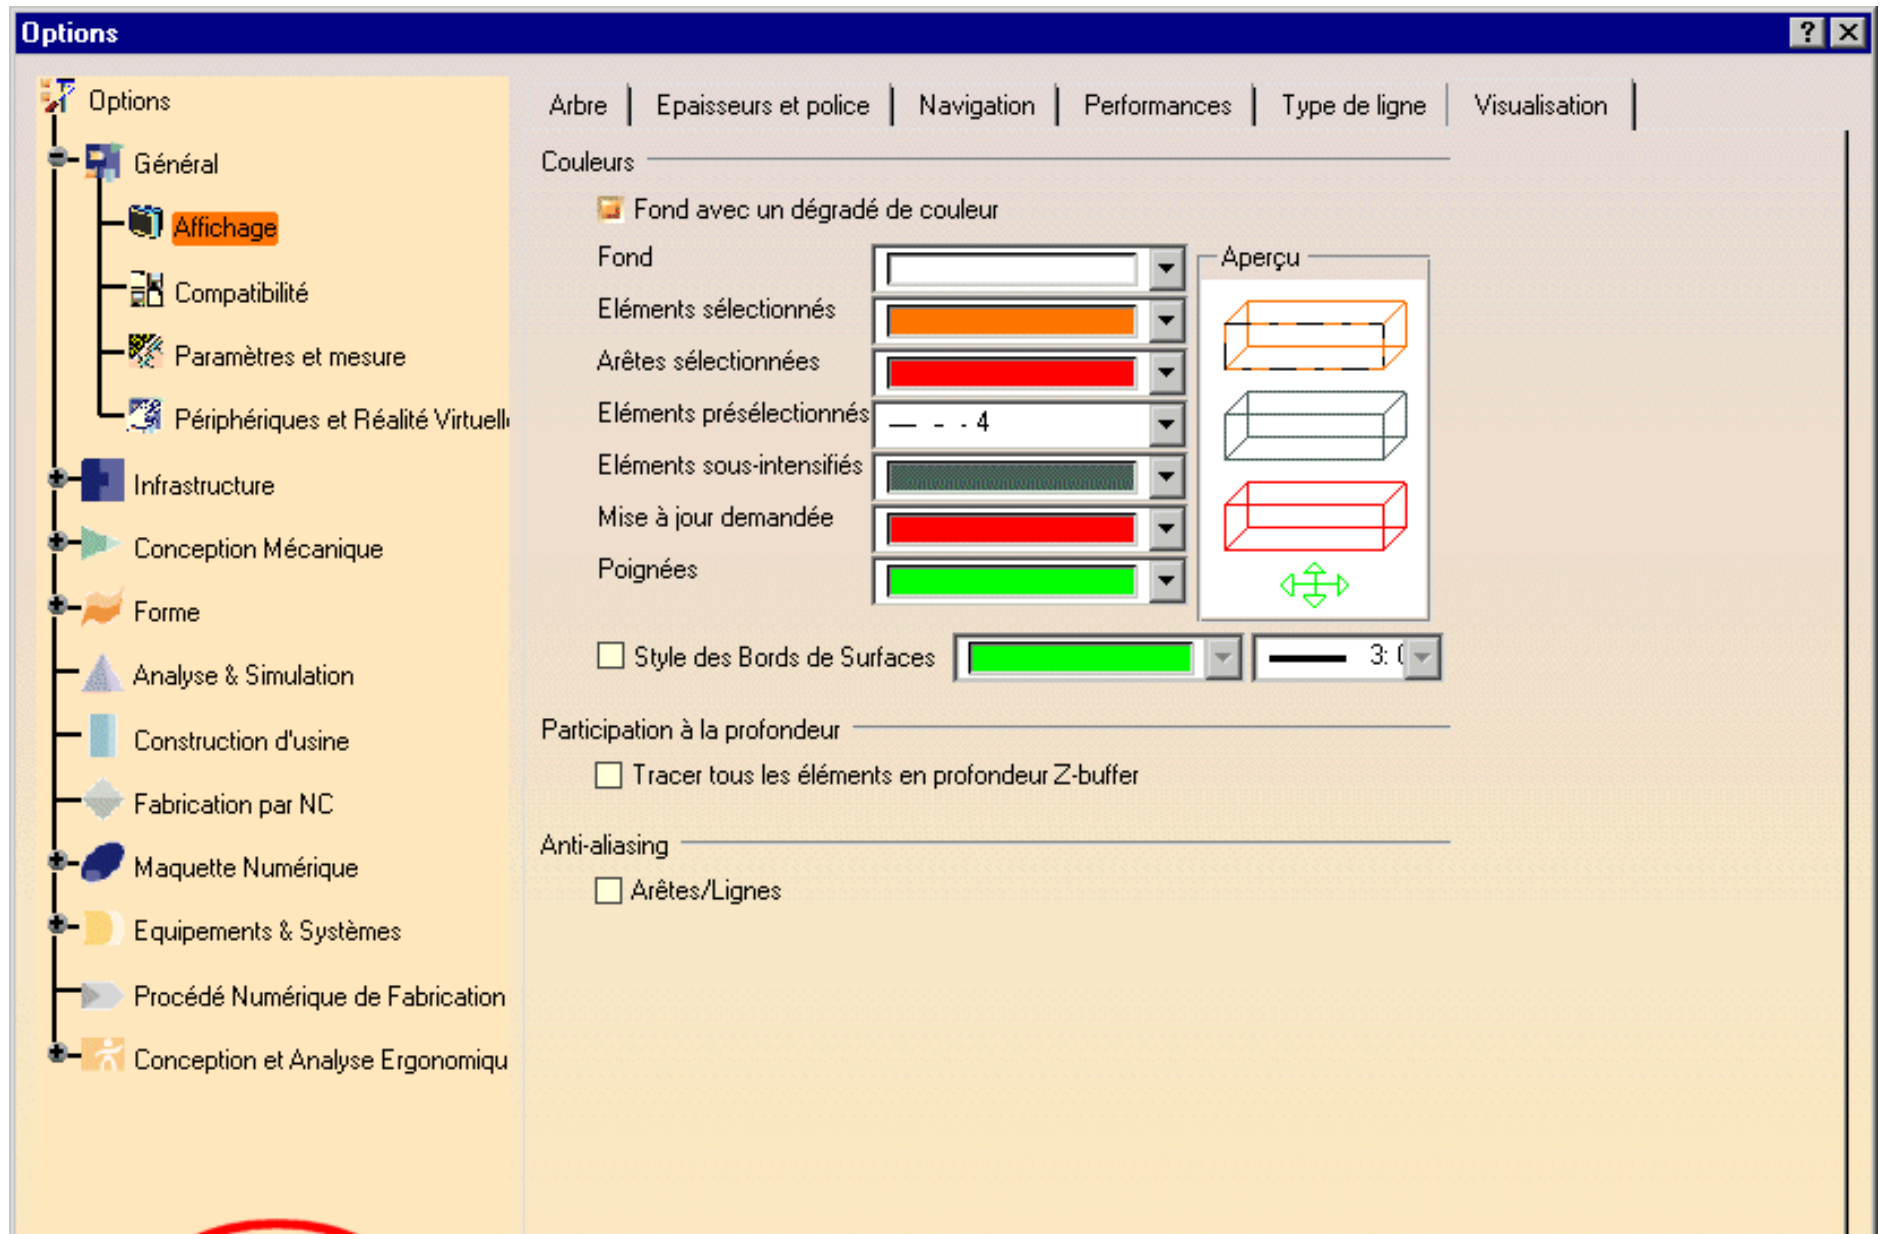 Options
Options
Général
Affichage
Compatibilité
Paramètres et mesure
Périphériques et Réalité Virtuell
Infrastructure
Conception Mécanique
Forme
Analyse & Simulation
Construction d'usine
Fabrication par NC
Maquette Numérique
Equipements & Systèmes
Procédé Numérique de Fabrication
Conception et Analyse Ergonomiqu
Arbre Epaisseurs et police Navigation Performances Type de ligne Visualisation
Couleurs
Fond avec un dégradé de couleur
Fond
Eléments sélectionnés
Arêtes sélectionnées
Eléments présélectionnés 4
Eléments sous-intensifiés
Mise à jour demandée
Poignées
Aperçu
Style des Bords de Surfaces 3:
Participation à la profondeur
Tracer tous les éléments en profondeur Z-buffer
Anti-aliasing
Arêtes/Lignes